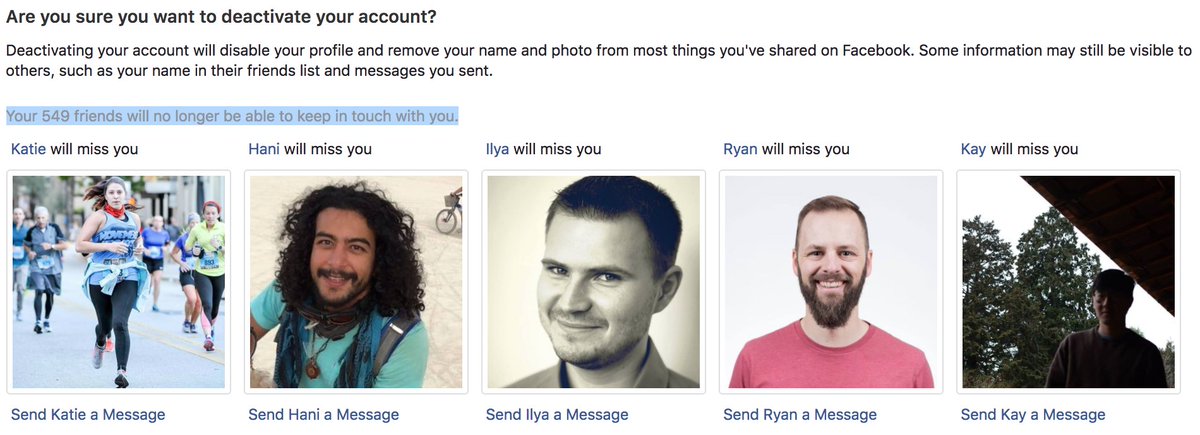 Are you sure you want to deactivate your account?
Deactivating your account will disable your profile and remove your name and photo from most things you've shared on Facebook. Some information may still be visible to
others, such as your name in their friends list and messages you sent.
Your 549 friends will no longer be able to keep in touch with you.
Katie will miss you
Hani will miss you
Ilya will miss you
Ryan will miss you
Kay will miss you
893
Send Katie a Message
Send Hani a Message
Send Ilya a Message
Send Ryan a Message
Send Kay a Message